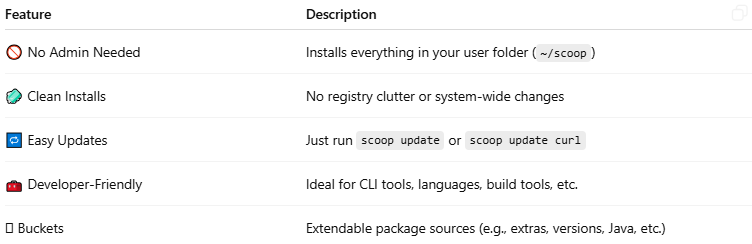 Feature Description
🚫 No Admin Needed Installs everything in your user folder (~/scoop)
🧼 Clean Installs No registry clutter or system-wide changes
🔁 Easy Updates Just run scoop update or scoop update curl
🧰 Developer-Friendly Ideal for CLI tools, languages, build tools, etc.
▯ Buckets Extendable package sources (e.g., extras, versions, Java, etc.)